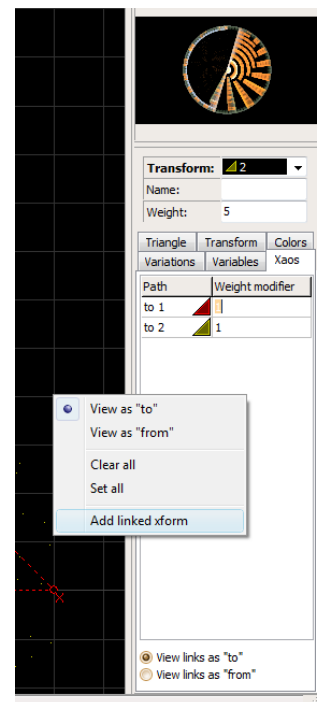 Transform: 2
Name:
Weight: 5
Triangle Transform Colors
Variations Variables Xaos
Path Weight modifier
to 1
to 2 1
View as "to"
View as "from"
Clear all
Set all
Add linked xform
View links as "to"
View links as "from"